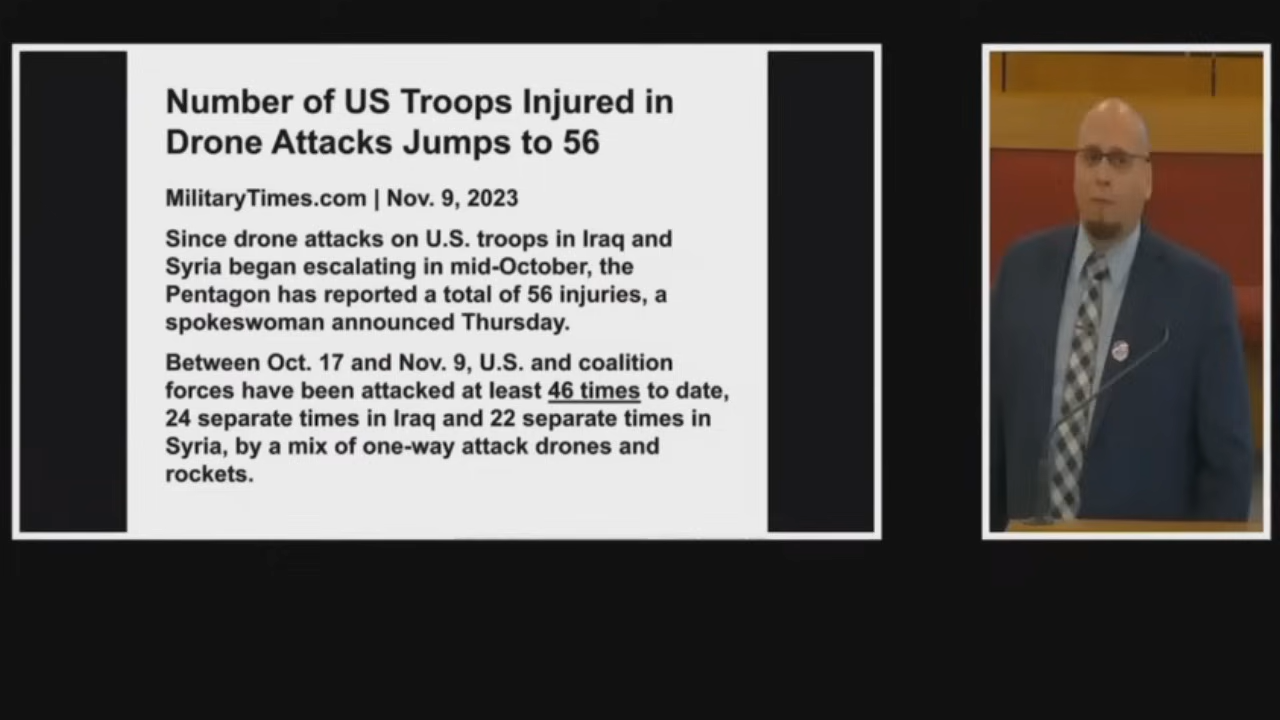 Number of US Troops Injured in
Drone Attacks Jumps to 56
MilitaryTimes.com | Nov. 9, 2023
Since drone attacks on U.S. troops in Iraq and
Syria began escalating in mid-October, the
Pentagon has reported a total of 56 injuries, a
spokeswoman announced Thursday.
Between Oct. 17 and Nov. 9, U.S. and coalition
forces have been attacked at least 46 times to date,
24 separate times in Iraq and 22 separate times in
Syria, by a mix of one-way attack drones and
rockets.